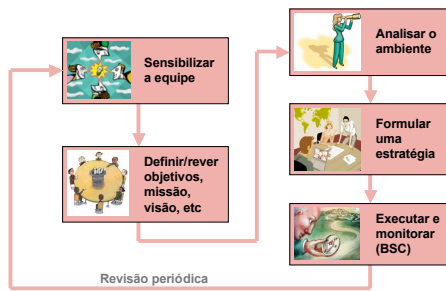 Sensibilizar
a equipe
Definir/rever
objetivos,
missão,
visão, etc
Analisar o
ambiente
Formular
uma
estratégia
Executar e
monitorar
(BSC)
Revisão periódica